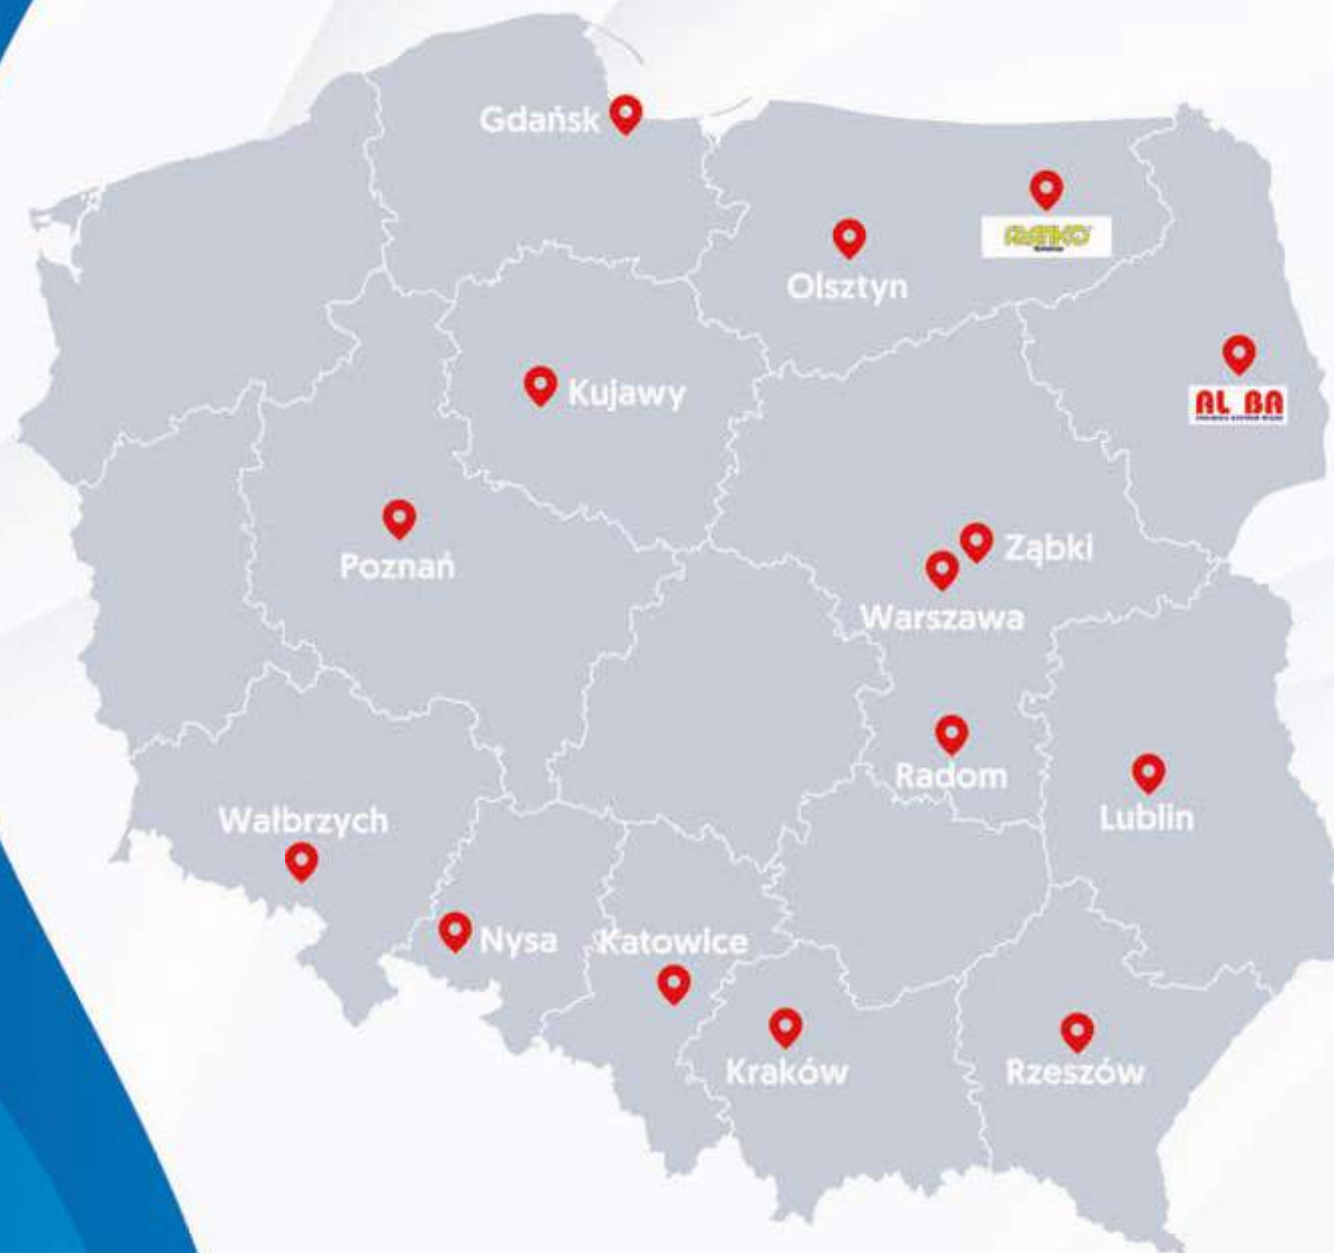 Gdańsk
Olsztyn
Kujawy
AL BA
Poznań
Ząbki
Warszawa
Radom
Lublin
Wałbrzych
Nysa
Katowice
Kraków
Rzeszów